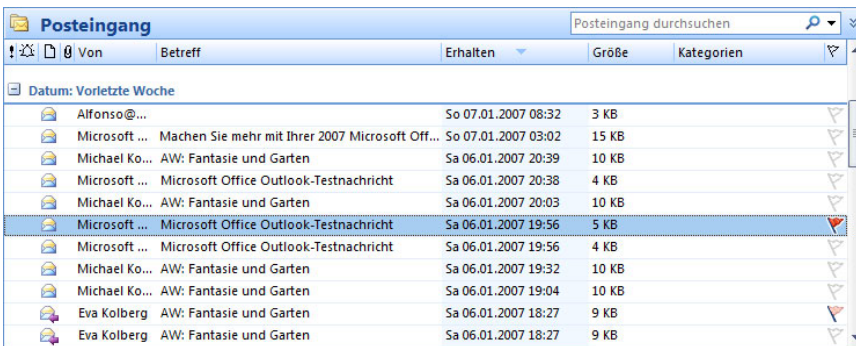 Posteingang Posteingang durchsuchen
Von Betreff Erhalten Größe Kategorien
Datum: Vorletzte Woche
Alfonso@... So 07.01.2007 08:32 3 KB
Microsoft ... Machen Sie mehr mit Ihrer 2007 Microsoft Off... So 07.01.2007 03:02 15 KB
Michael Ko... AW: Fantasie und Garten Sa 06.01.2007 20:39 10 KB
Microsoft ... Microsoft Office Outlook-Testnachricht Sa 06.01.2007 20:38 4 KB
Michael Ko... AW: Fantasie und Garten Sa 06.01.2007 20:03 10 KB
Microsoft ... Microsoft Office Outlook-Testnachricht Sa 06.01.2007 19:56 5 KB
Microsoft ... Microsoft Office Outlook-Testnachricht Sa 06.01.2007 19:56 4 KB
Michael Ko... AW: Fantasie und Garten Sa 06.01.2007 19:32 10 KB
Michael Ko... AW: Fantasie und Garten Sa 06.01.2007 19:04 10 KB
Eva Kolberg AW: Fantasie und Garten Sa 06.01.2007 18:27 9 KB
Eva Kolberg AW: Fantasie und Garten Sa 06.01.2007 18:27 9 KB